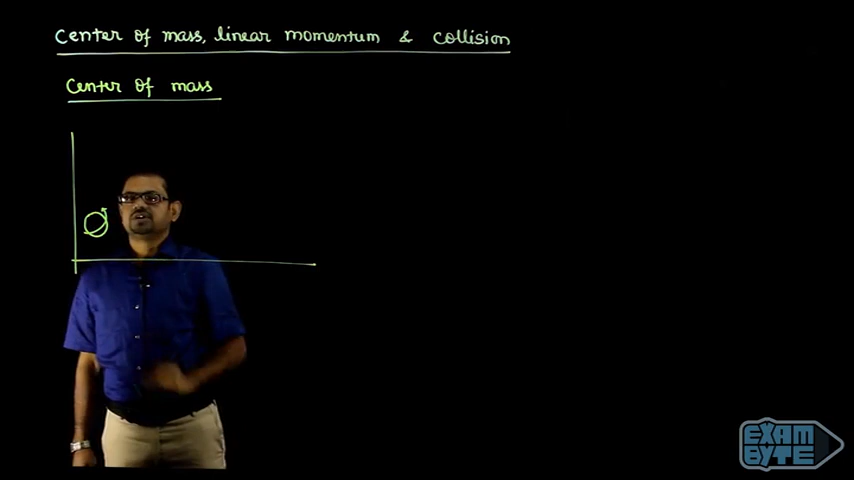 Center of mass, linear momentum & collision
Center of mass
EXAM
BYTE